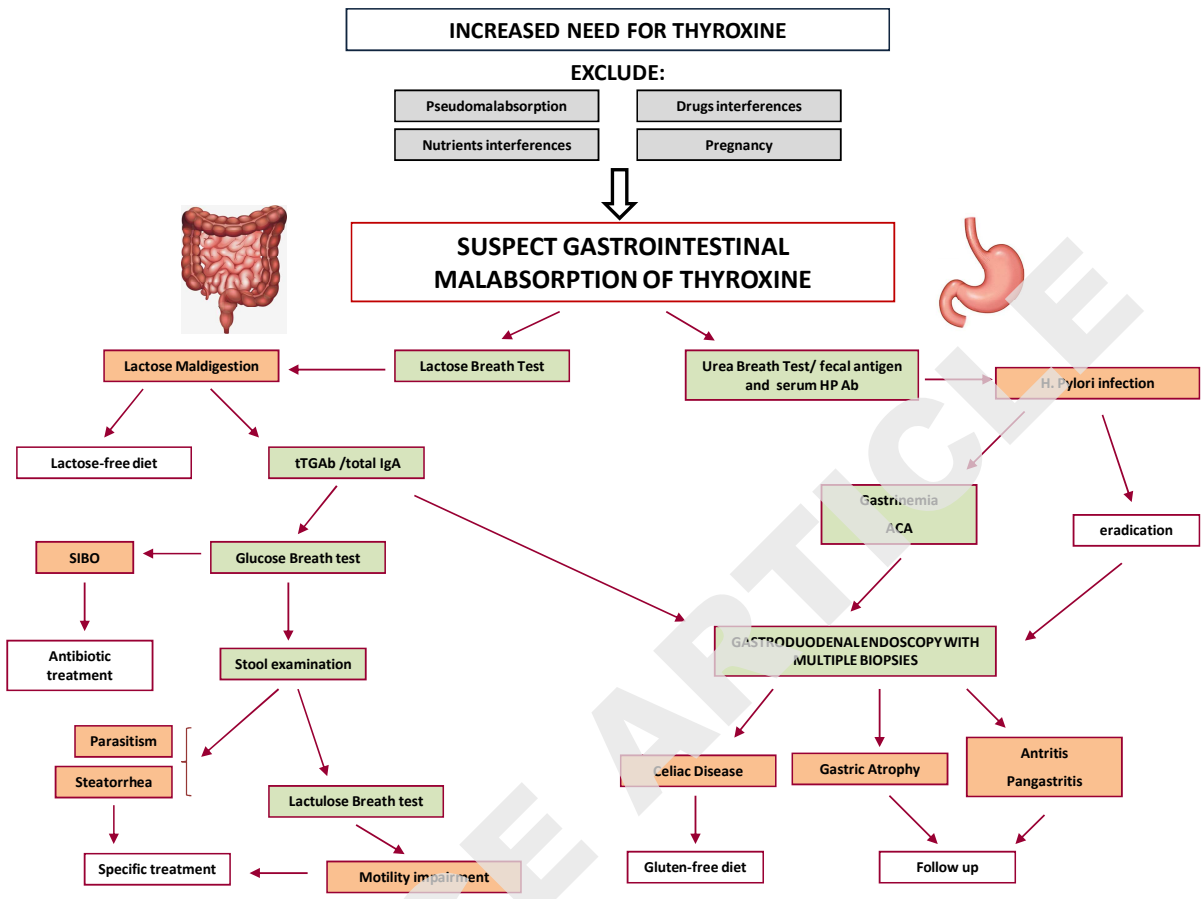 INCREASED NEED FOR THYROXINE
EXCLUDE:
Pseudomalabsorption
Drugs interferences
Nutrients interferences
Pregnancy
SUSPECT GASTROINTESTINAL
MALABSORPTION OF THYROXINE
Lactose Maldigestion
Lactose Breath Test
Urea Breath Test/ fecal antigen
and serum HP Ab
H. Pylori infection
Lactose-free diet
tTGAb /total IgA
Gastrinemia
ACA
eradication
SIBO
Glucose Breath test
Antibiotic
treatment
Stool examination
GASTRODUODENAL ENDOSCOPY WITH
MULTIPLE BIOPSIES
Parasitism
Steatorrhea
Lactulose Breath test
Celiac Disease
Gastric Atrophy
Antritis
Pangastritis
Specific treatment
Motility impairment
Gluten-free diet
Follow up
E ARTICLE